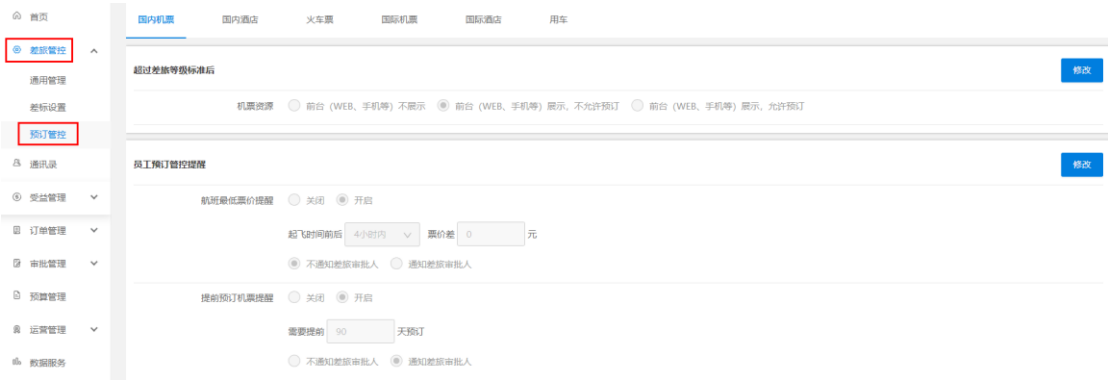 首页
差旅管控
通用管理
差标设置
预订管控
通讯录
受益管理
订单管理
审批管理
预算管理
运营管理
数据服务
国内机票 国内酒店 火车票 国际机票 国际酒店 用车
超过差旅等级标准后 修改
机票资源 前台（WEB、手机等）不展示 前台（WEB、手机等）展示，不允许预订 前台（WEB、手机等）展示，允许预订
员工预订管控提醒 修改
航班最低票价提醒 关闭 开启
起飞时间前后 4小时内 票价差 0 元
不通知差旅审批人 通知差旅审批人
提前预订机票提醒 关闭 开启
需要提前 90 天预订
不通知差旅审批人 通知差旅审批人